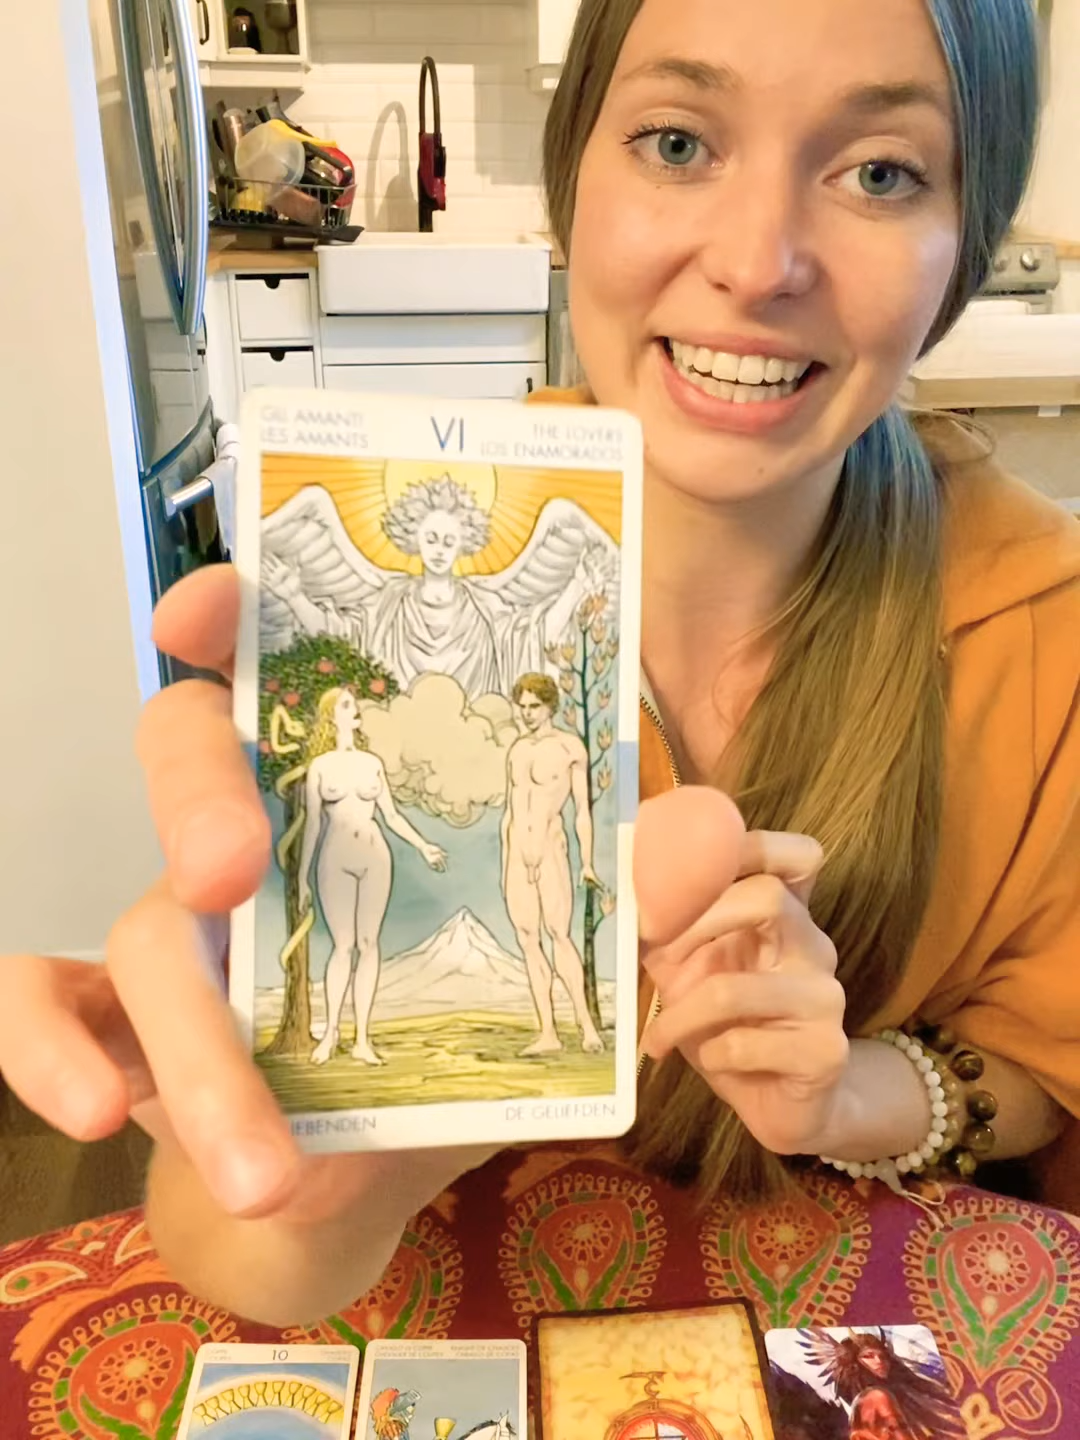 GLI AMANTI
LES AMANTS
VI
THE LOVERS
LOS ENAMORADOS
DE GELIEFDEN
10